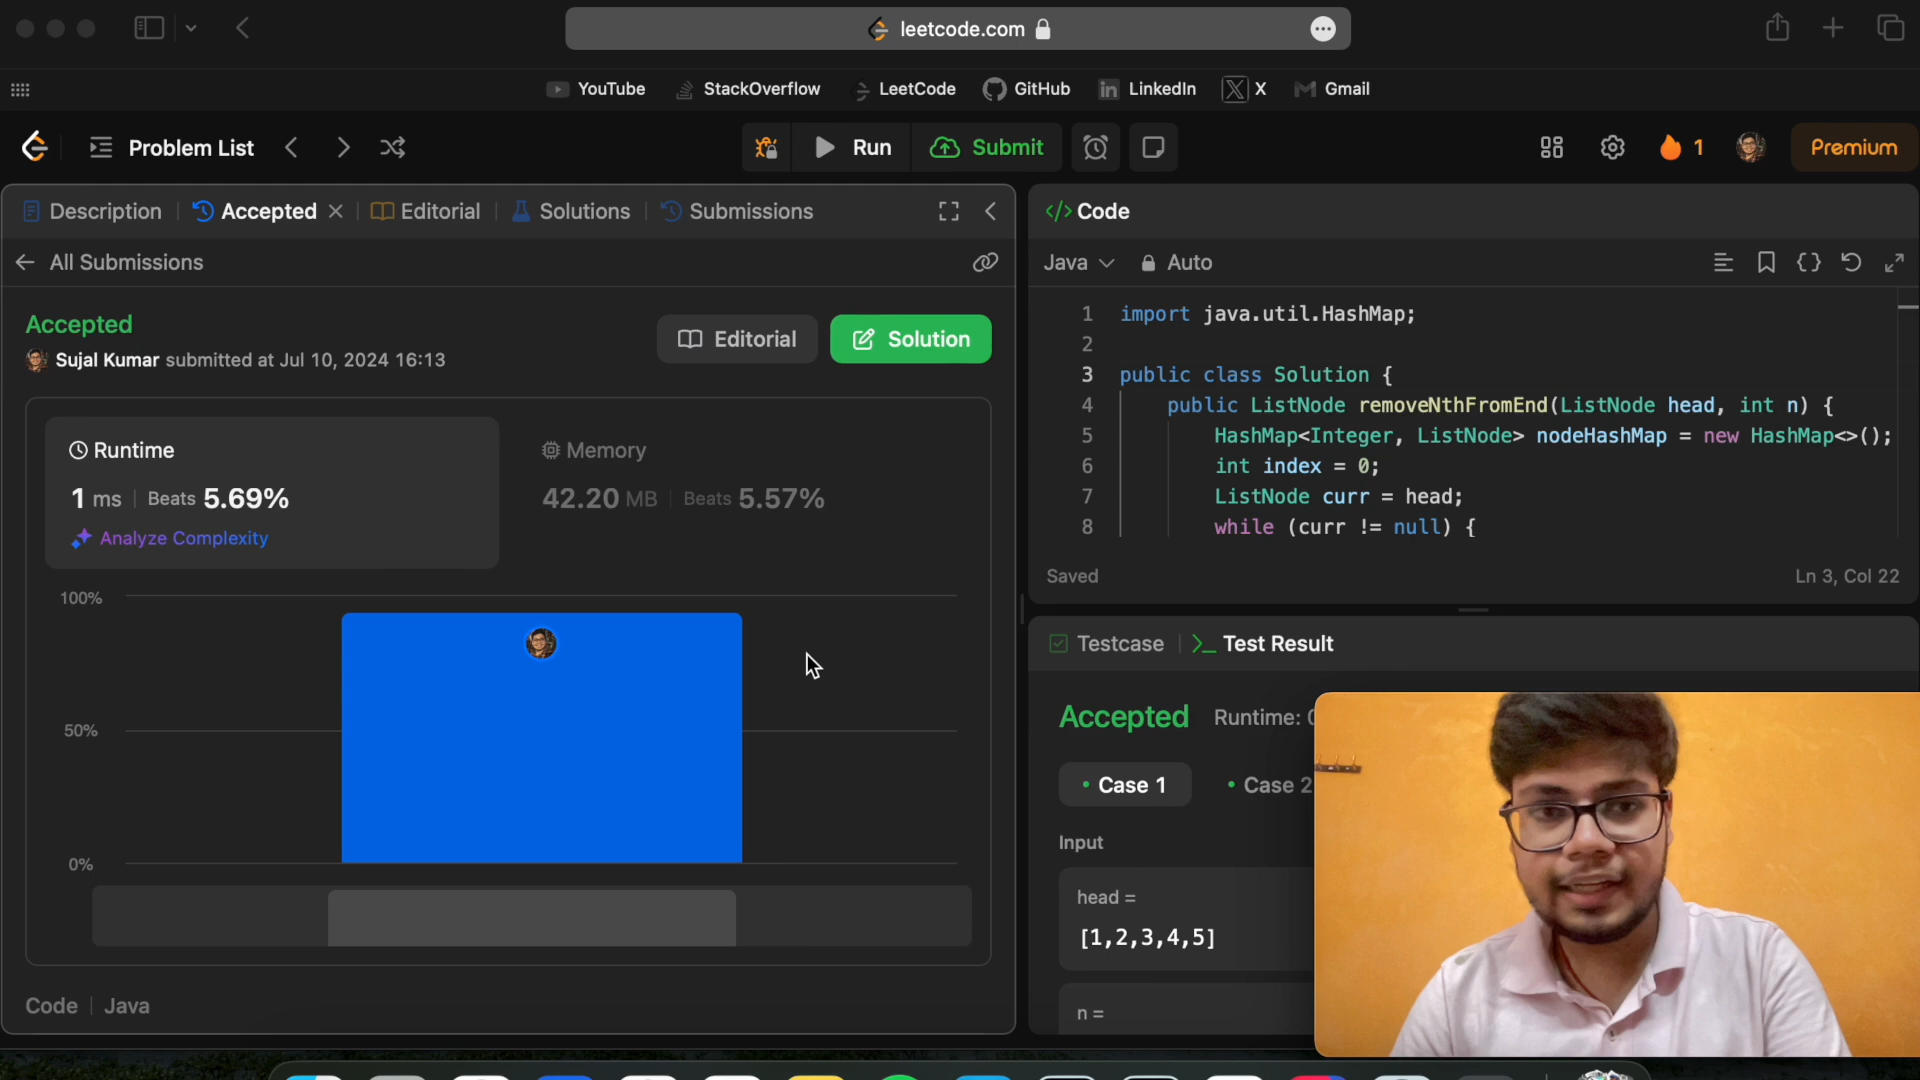 leetcode.com
YouTube StackOverflow LeetCode GitHub LinkedIn X Gmail
Problem List Run Submit 1 Premium
Description Accepted Editorial Solutions Submissions
All Submissions
Accepted
Sujal Kumar submitted at Jul 10, 2024 16:13
Editorial Solution
Runtime
1 ms Beats 5.69%
Analyze Complexity
Memory
42.20 MB Beats 5.57%
100%
50%
0%
Code Java
</> Code
Java Auto
1 import java.util.HashMap;
2
3 public class Solution {
4 public ListNode removeNthFromEnd(ListNode head, int n) {
5 HashMap<Integer, ListNode> nodeHashMap = new HashMap<>();
6 int index = 0;
7 ListNode curr = head;
8 while (curr != null) {
Saved Ln 3, Col 22
Testcase >_ Test Result
Accepted Runtime:
• Case 1 • Case 2
Input
head =
[1,2,3,4,5]
n =